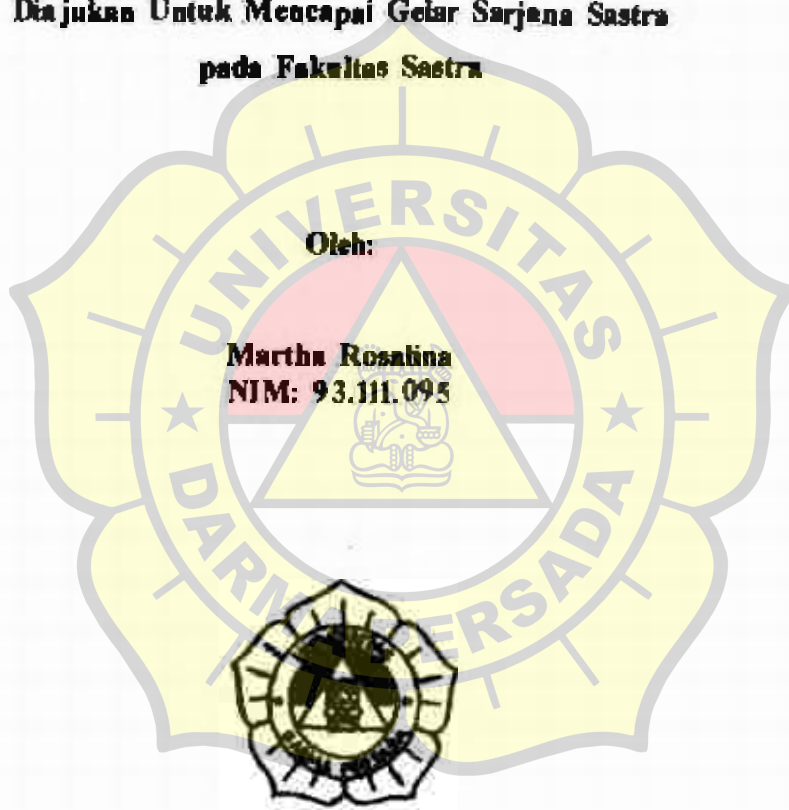 Diajukan Untuk Mencapai Gelar Sarjana Sastra
pada Fakultas Sastra
Oleh:
Martha Rosalina
NIM: 93.111.095
UNIVERSITAS
DARMA PERSADA